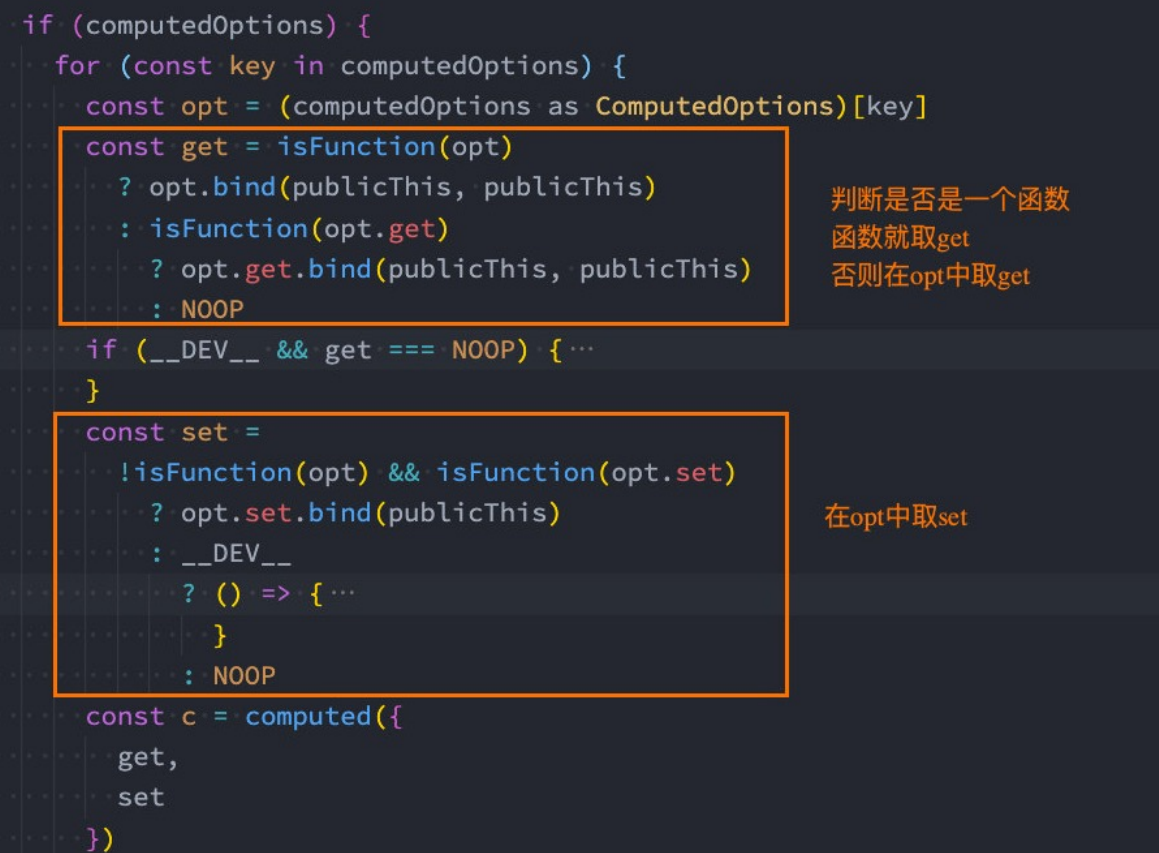 if (computedOptions) {
for (const key in computedOptions) {
const opt = (computedOptions as ComputedOptions)[key]
const get = isFunction(opt)
? opt.bind(publicThis, publicThis)
: isFunction(opt.get)
? opt.get.bind(publicThis, publicThis)
: NOOP
判断是否是一个函数
函数就取get
否则在opt中取get
if (__DEV__ && get === NOOP) { ···
}
const set =
!isFunction(opt) && isFunction(opt.set)
? opt.set.bind(publicThis)
: __DEV__
? () => { ···
}
: NOOP
在opt中取set
const c = computed({
get,
set
})